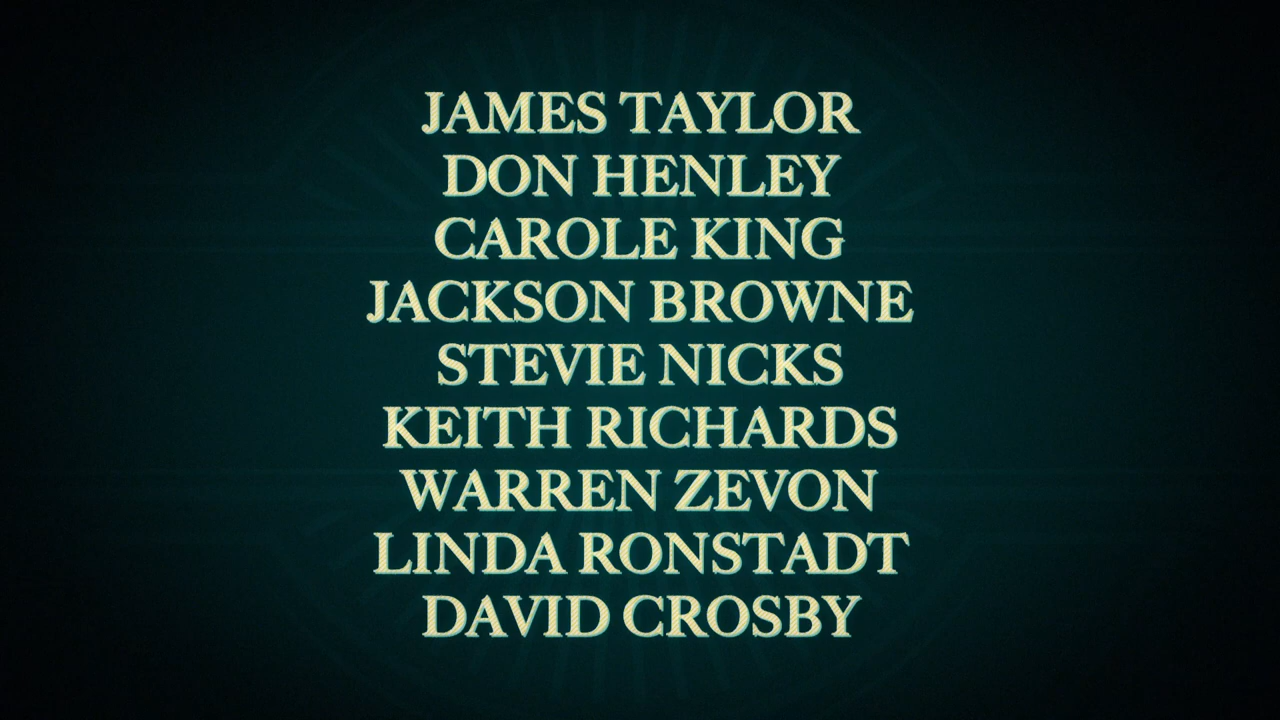 JAMES TAYLOR
DON HENLEY
CAROLE KING
JACKSON BROWNE
STEVIE NICKS
KEITH RICHARDS
WARREN ZEVON
LINDA RONSTADT
DAVID CROSBY